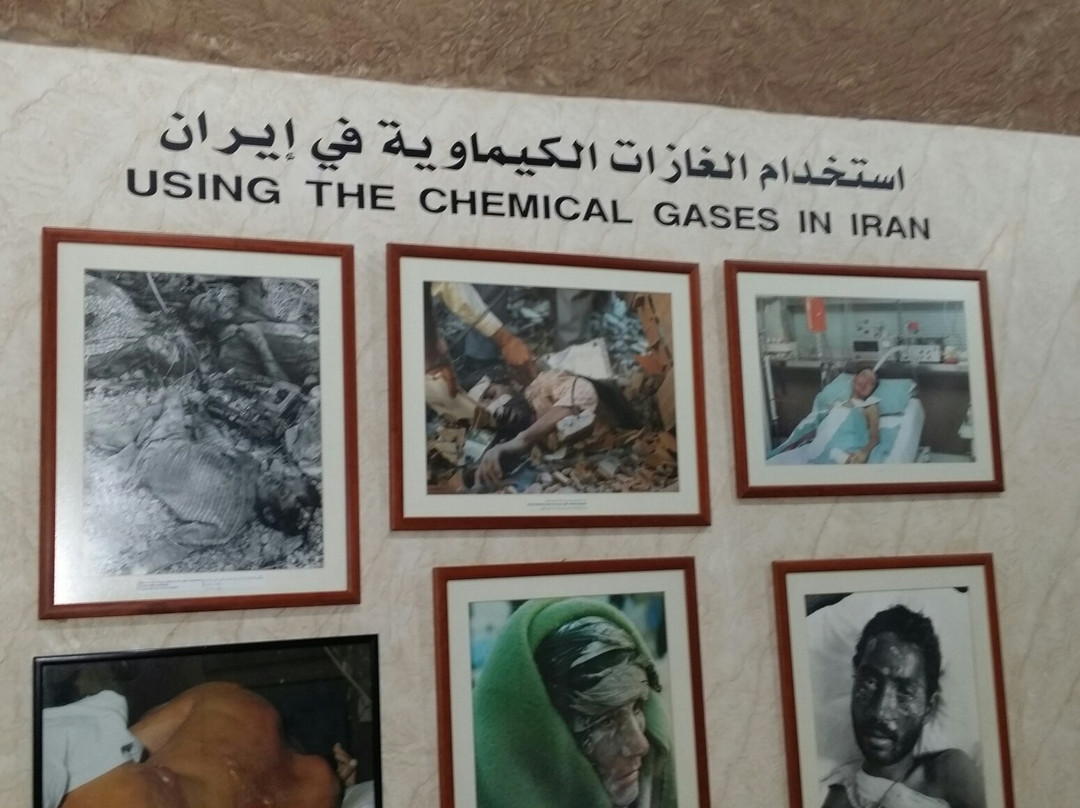 استخدام الغازات الكيماوية في إيران
USING THE CHEMICAL GASES IN IRAN